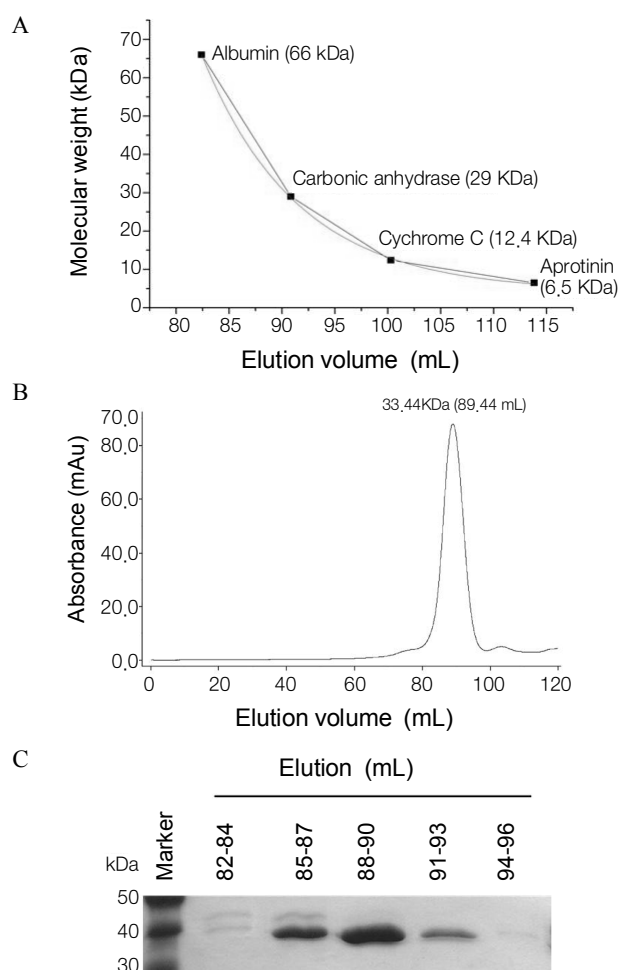 A
Molecular weight (kDa)
70
60
50
40
30
20
10
0
Albumin (66 kDa)
Carbonic anhydrase (29 KDa)
Cychrome C (12.4 KDa)
Aprotinin
(6.5 KDa)
80 85 90 95 100 105 110 115
Elution volume (mL)
B
33.44KDa (89.44 mL)
Absorbance (mAu)
70.0
80.0
60.0
40.0
20.0
0.0
0 20 40 60 80 100 120
Elution volume (mL)
C
Elution (mL)
kDa
Marker
82-84
85-87
88-90
91-93
94-96
50
40
30